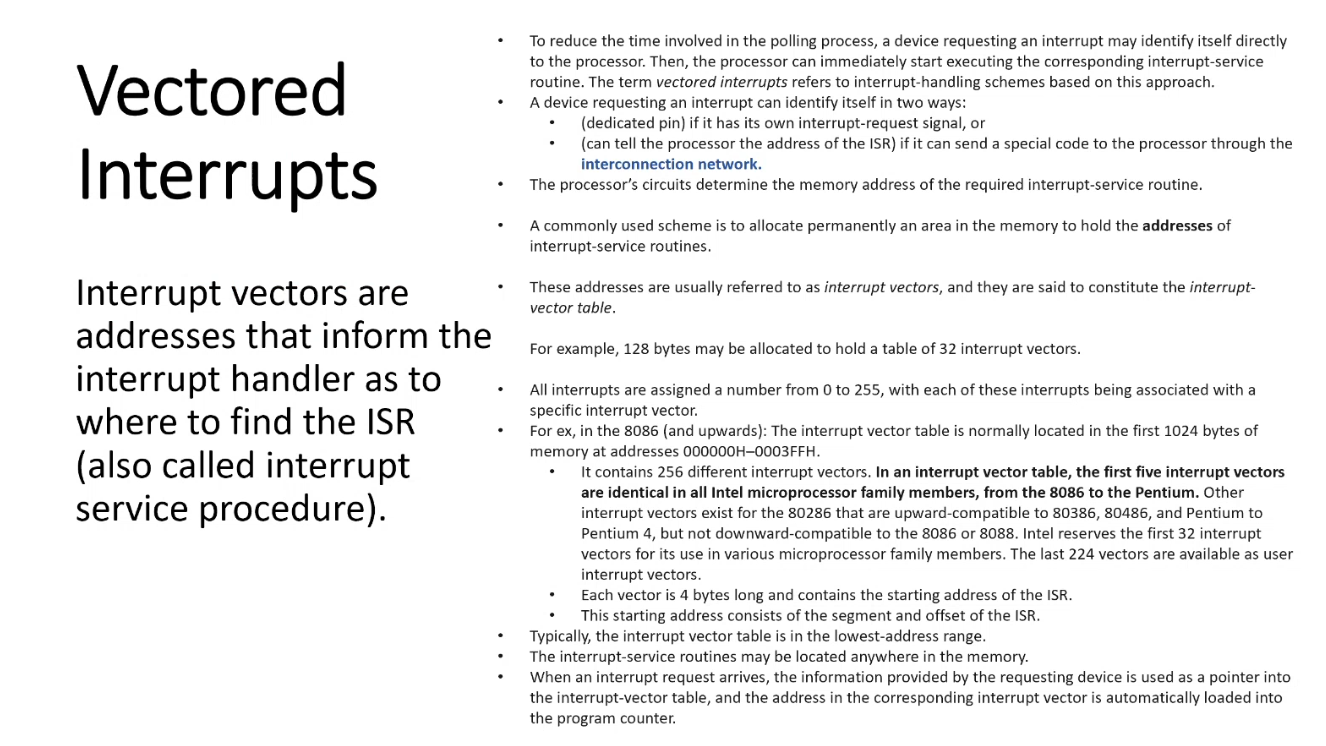 Vectored
Interrupts
Interrupt vectors are
addresses that inform the
interrupt handler as to
where to find the ISR
(also called interrupt
service procedure).
• To reduce the time involved in the polling process, a device requesting an interrupt may identify itself directly
to the processor. Then, the processor can immediately start executing the corresponding interrupt-service
routine. The term vectored interrupts refers to interrupt-handling schemes based on this approach.
• A device requesting an interrupt can identify itself in two ways:
• (dedicated pin) if it has its own interrupt-request signal, or
• (can tell the processor the address of the ISR) if it can send a special code to the processor through the
interconnection network.
• The processor's circuits determine the memory address of the required interrupt-service routine.
• A commonly used scheme is to allocate permanently an area in the memory to hold the addresses of
interrupt-service routines.
• These addresses are usually referred to as interrupt vectors, and they are said to constitute the interrupt-
vector table.
For example, 128 bytes may be allocated to hold a table of 32 interrupt vectors.
• All interrupts are assigned a number from 0 to 255, with each of these interrupts being associated with a
specific interrupt vector.
• For ex, in the 8086 (and upwards): The interrupt vector table is normally located in the first 1024 bytes of
memory at addresses 000000H–0003FFH.
• It contains 256 different interrupt vectors. In an interrupt vector table, the first five interrupt vectors
are identical in all Intel microprocessor family members, from the 8086 to the Pentium. Other
interrupt vectors exist for the 80286 that are upward-compatible to 80386, 80486, and Pentium to
Pentium 4, but not downward-compatible to the 8086 or 8088. Intel reserves the first 32 interrupt
vectors for its use in various microprocessor family members. The last 224 vectors are available as user
interrupt vectors.
• Each vector is 4 bytes long and contains the starting address of the ISR.
• This starting address consists of the segment and offset of the ISR.
• Typically, the interrupt vector table is in the lowest-address range.
• The interrupt-service routines may be located anywhere in the memory.
• When an interrupt request arrives, the information provided by the requesting device is used as a pointer into
the interrupt-vector table, and the address in the corresponding interrupt vector is automatically loaded into
the program counter.